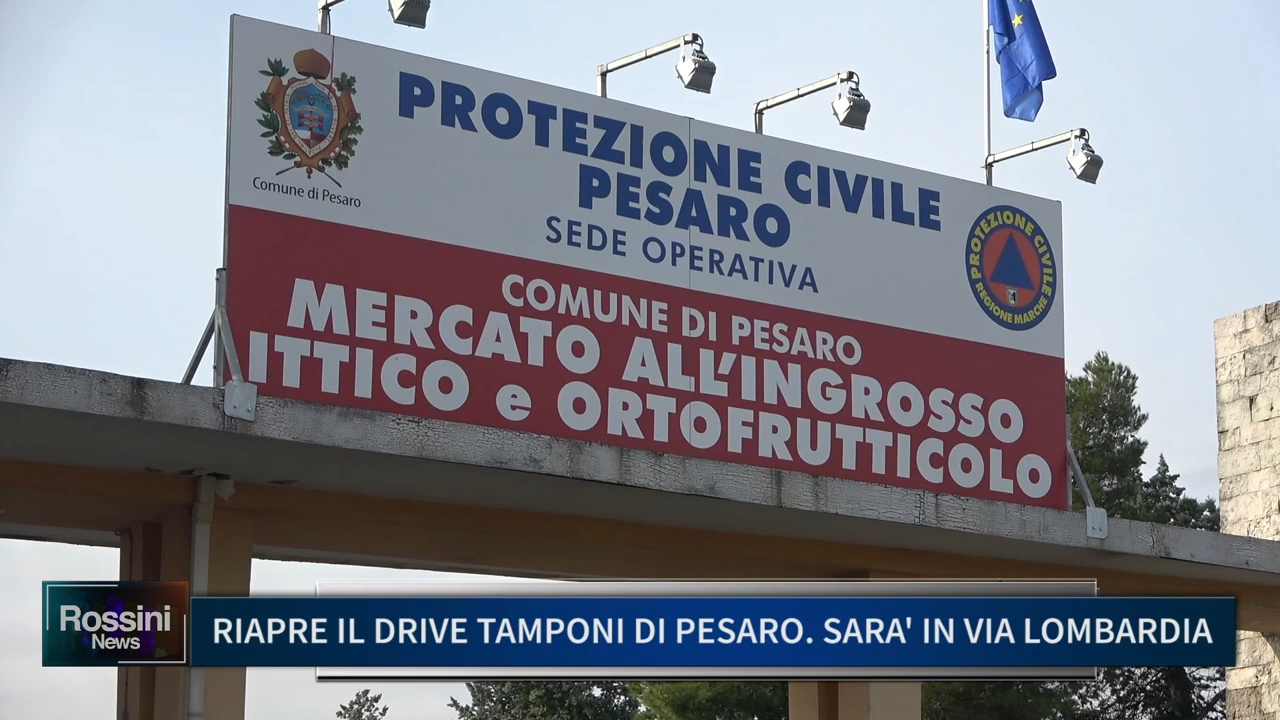 Comune di Pesaro
PROTEZIONE CIVILE
PESARO
SEDE OPERATIVA
PROTEZIONE CIVILE
REGIONE MARCHE
COMUNE DI PESARO
MERCATO ALL'INGROSSO
ITTICO e ORTOFRUTTICOLO
Rossini
News
RIAPRE IL DRIVE TAMPONI DI PESARO. SARA' IN VIA LOMBARDIA